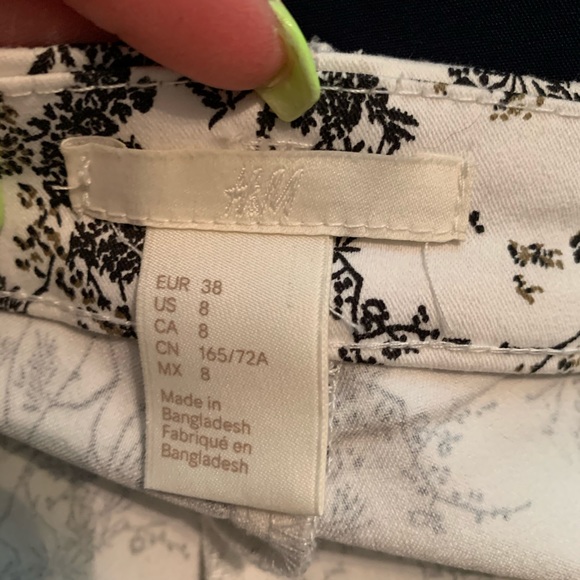 H&M
EUR 38
US 8
CA 8
CN 165/72A
MX 8
Made in
Bangladesh
Fabriqué en
Bangladesh